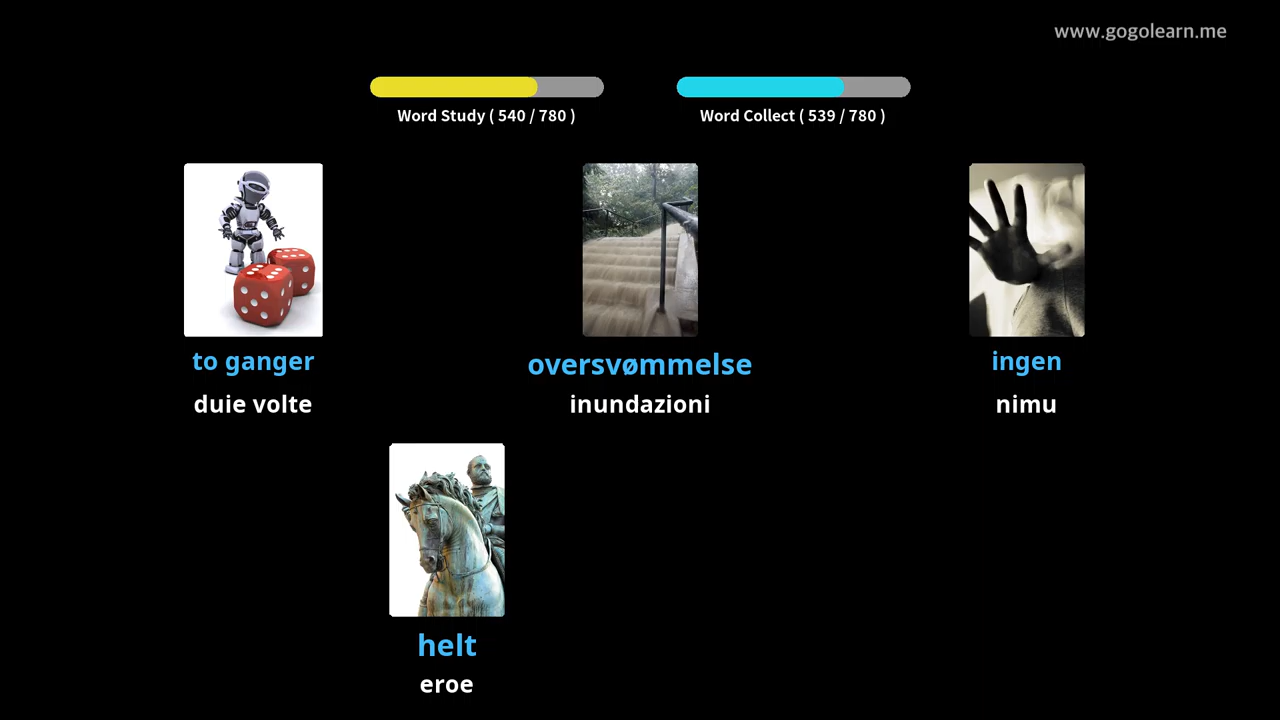 www.gogolearn.me
Word Study ( 540 / 780 )
Word Collect ( 539 / 780 )
to ganger
duie volte
oversvømmelse
inundazioni
ingen
nimu
helt
eroe